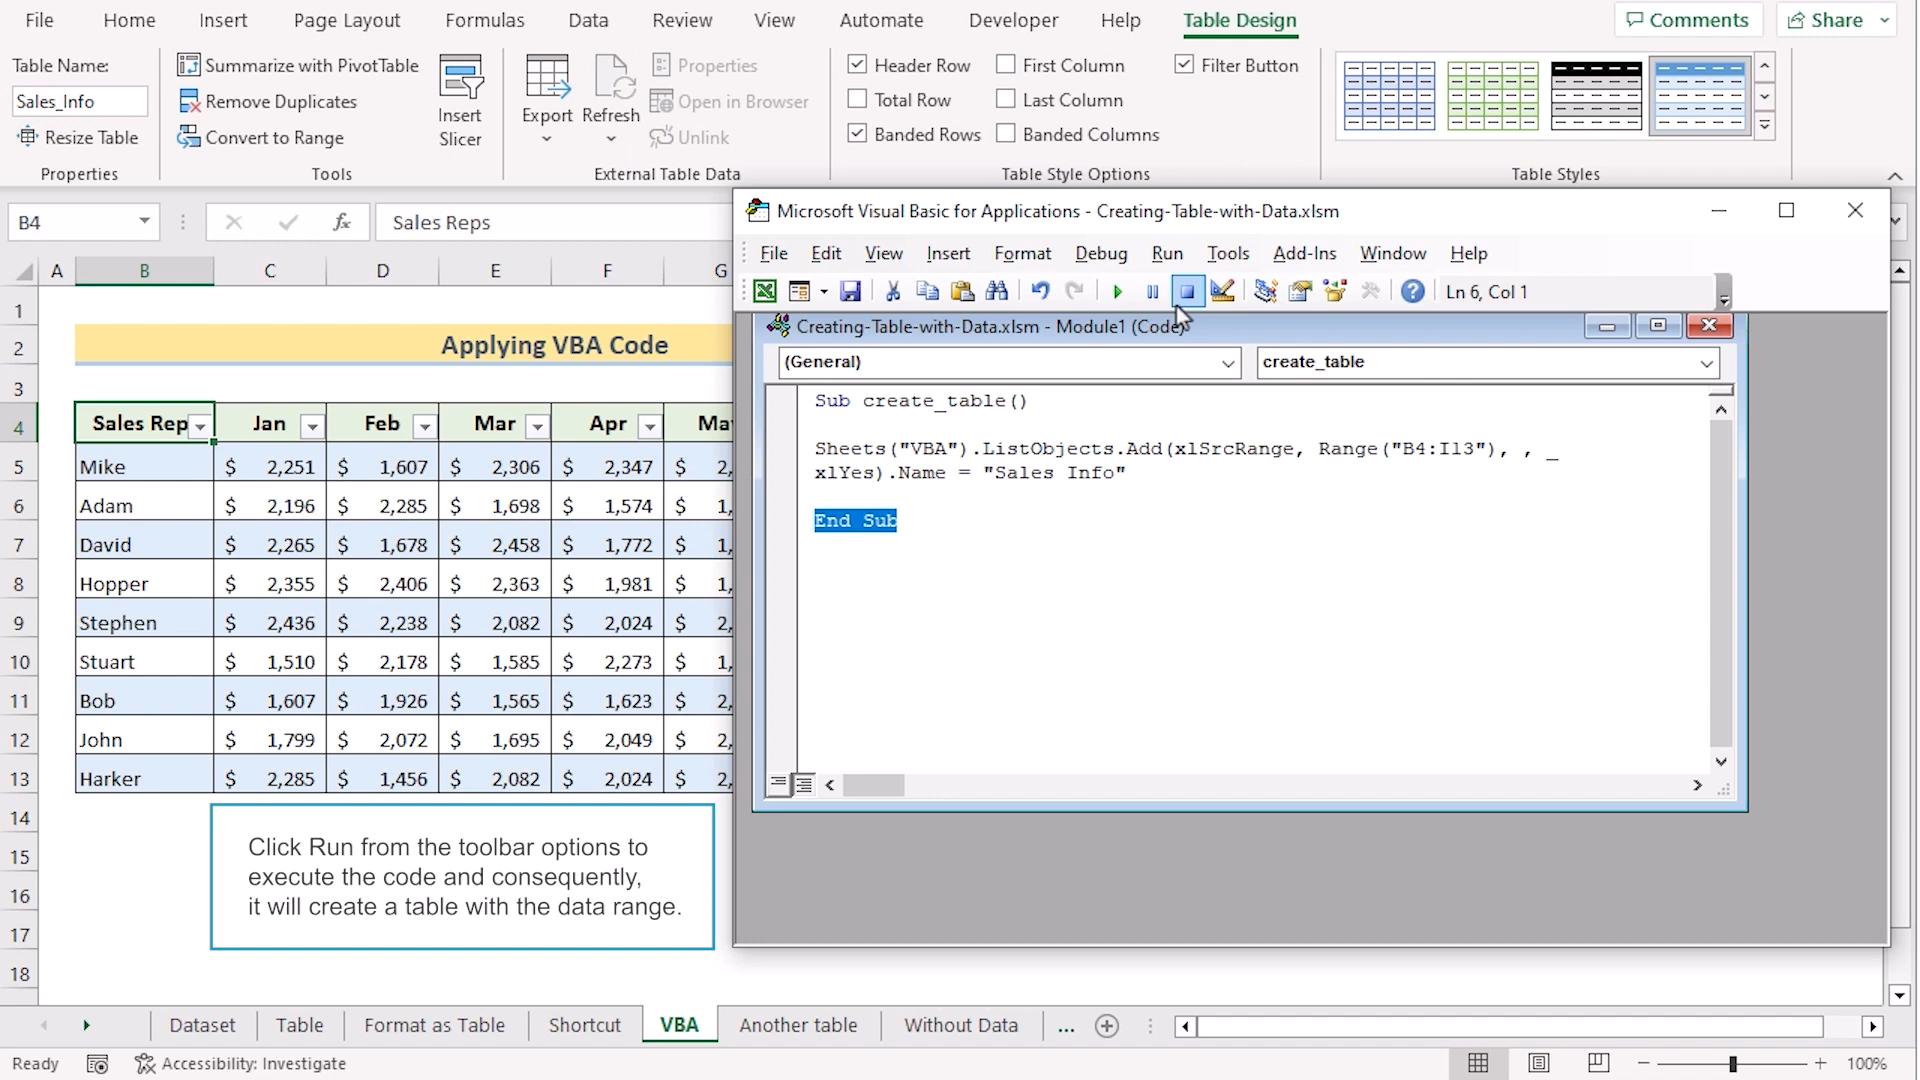 File Home Insert Page Layout Formulas Data Review View Automate Developer Help Table Design Comments Share
Table Name:
Sales_Info
Resize Table
Properties
Summarize with PivotTable
Remove Duplicates
Convert to Range
Tools
Insert
Slicer
Export
Refresh
Properties
Open in Browser
Unlink
External Table Data
Header Row First Column Filter Button
Total Row Last Column
Banded Rows Banded Columns
Table Style Options
Table Styles
B4 fx Sales Reps
A B C D E F G
1
2 Applying VBA Code
3
4 Sales Rep Jan Feb Mar Apr
5 Mike $ 2,251 $ 1,607 $ 2,306 $ 2,347 $ 2,
6 Adam $ 2,196 $ 2,285 $ 1,698 $ 1,574 $ 1,
7 David $ 2,265 $ 1,678 $ 2,458 $ 1,772 $ 1,
8 Hopper $ 2,355 $ 2,406 $ 2,363 $ 1,981 $ 1,
9 Stephen $ 2,436 $ 2,238 $ 2,082 $ 2,024 $ 2,
10 Stuart $ 1,510 $ 2,178 $ 1,585 $ 2,273 $ 1,
11 Bob $ 1,607 $ 1,926 $ 1,565 $ 1,623 $ 2,
12 John $ 1,799 $ 2,072 $ 1,695 $ 2,049 $ 2,
13 Harker $ 2,285 $ 1,456 $ 2,082 $ 2,024 $ 2,
14
15
16
17
18
Click Run from the toolbar options to
execute the code and consequently,
it will create a table with the data range.
Microsoft Visual Basic for Applications - Creating-Table-with-Data.xlsm
File Edit View Insert Format Debug Run Tools Add-Ins Window Help
Ln 6, Col 1
Creating-Table-with-Data.xlsm - Module1 (Code)
(General) create_table
Sub create_table()
Sheets("VBA").ListObjects.Add(xlSrcRange, Range("B4:I13"), , _
xlYes).Name = "Sales Info"
End Sub
Dataset Table Format as Table Shortcut VBA Another table Without Data ...
Ready Accessibility: Investigate 100%